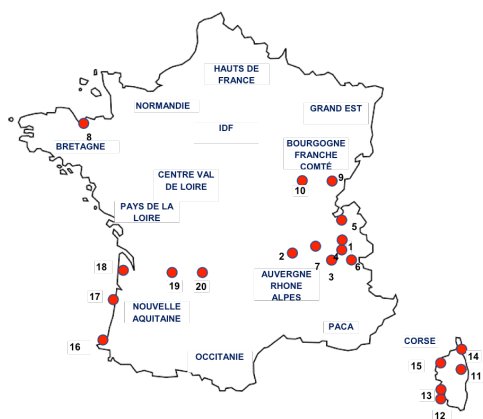 HAUTS DE
FRANCE
NORMANDIE
GRAND EST
IDF
8
BRETAGNE
BOURGOGNE
FRANCHE
COMTÉ
CENTRE VAL
DE LOIRE
9
10
PAYS DE LA
LOIRE
5
1
2
4
7
3
6
18
19
20
AUVERGNE
RHONE
ALPES
17
NOUVELLE
AQUITAINE
PACA
16
CORSE
14
OCCITANIE
15
11
13
12